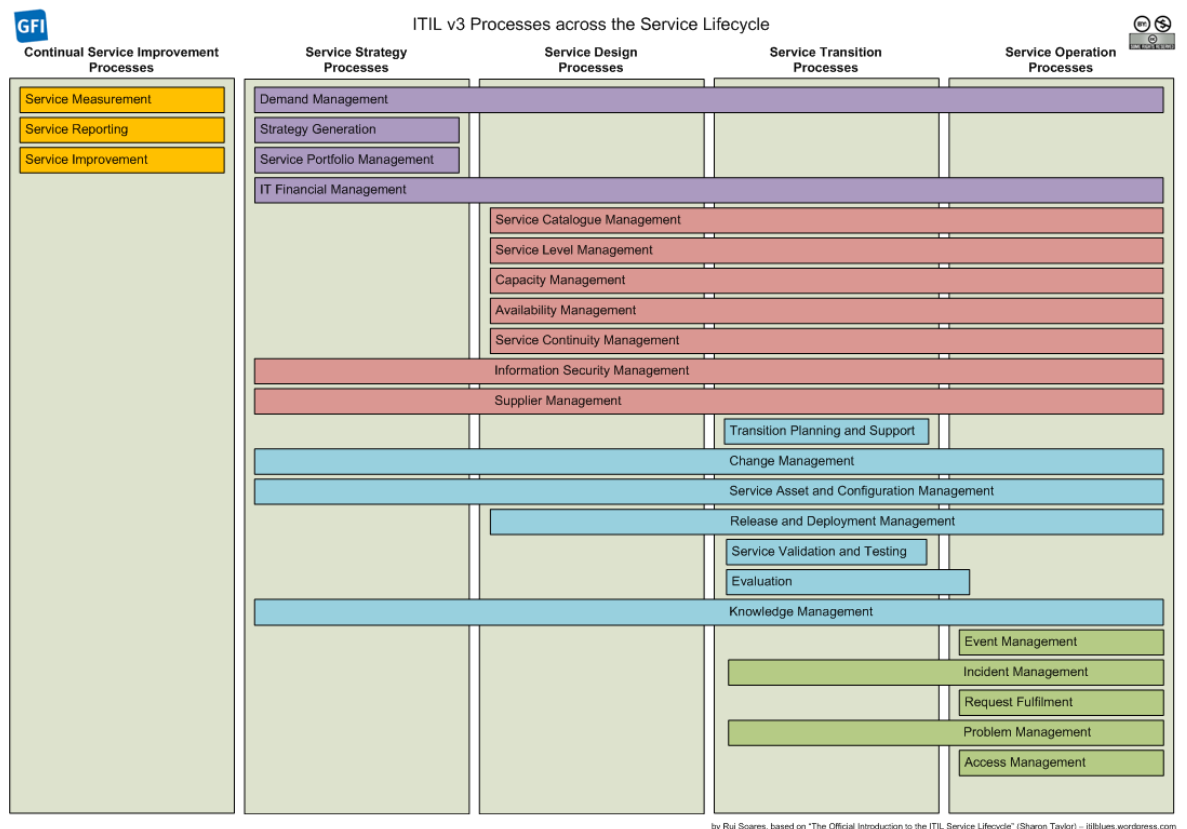 GFI
ITIL v3 Processes across the Service Lifecycle
Continual Service Improvement
Processes
Service Strategy
Processes
Service Design
Processes
Service Transition
Processes
Service Operation
Processes
Service Measurement
Demand Management
Service Reporting
Strategy Generation
Service Improvement
Service Portfolio Management
IT Financial Management
Service Catalogue Management
Service Level Management
Capacity Management
Availability Management
Service Continuity Management
Information Security Management
Supplier Management
Transition Planning and Support
Change Management
Service Asset and Configuration Management
Release and Deployment Management
Service Validation and Testing
Evaluation
Knowledge Management
Event Management
Incident Management
Request Fulfilment
Problem Management
Access Management
by Rui Soares, based on "The Official Introduction to the ITIL Service Lifecycle" (Sharon Taylor) – itilblues.wordpress.com